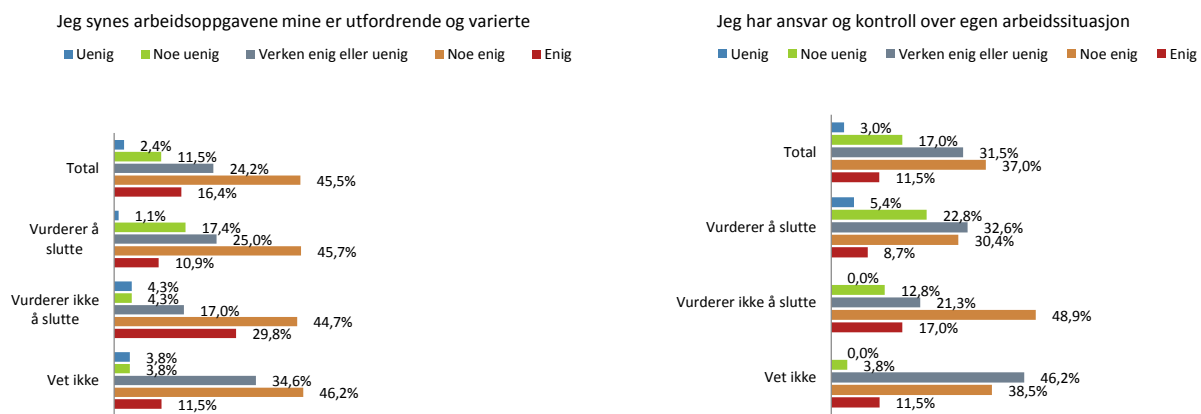 Jeg synes arbeidsoppgavene mine er utfordrende og varierte
Uenig Noe uenig Verken enig eller uenig Noe enig Enig
Total
2,4%
11,5%
24,2%
45,5%
16,4%
Vurderer å
slutte
1,1%
17,4%
25,0%
45,7%
10,9%
Vurderer ikke
å slutte
4,3%
4,3%
17,0%
44,7%
29,8%
Vet ikke
3,8%
3,8%
34,6%
46,2%
11,5%
Jeg har ansvar og kontroll over egen arbeidssituasjon
Uenig Noe uenig Verken enig eller uenig Noe enig Enig
Total
3,0%
17,0%
31,5%
37,0%
11,5%
Vurderer å slutte
5,4%
22,8%
32,6%
30,4%
8,7%
Vurderer ikke å slutte
0,0%
12,8%
21,3%
48,9%
17,0%
Vet ikke
0,0%
3,8%
46,2%
38,5%
11,5%